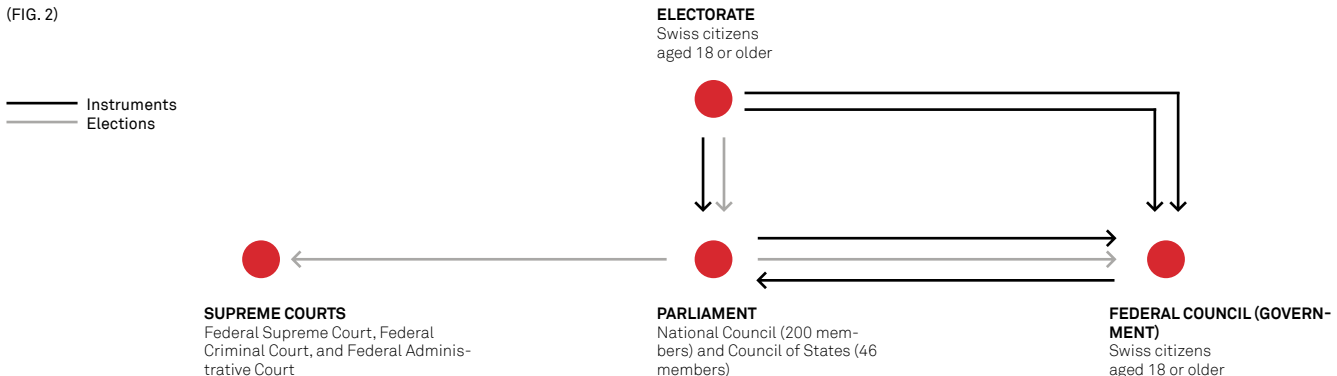 (FIG. 2)
ELECTORATE
Swiss citizens
aged 18 or older
Instruments
Elections
SUPREME COURTS
Federal Supreme Court, Federal
Criminal Court, and Federal Adminis-
trative Court
PARLIAMENT
National Council (200 mem-
bers) and Council of States (46
members)
FEDERAL COUNCIL (GOVERN-
MENT)
Swiss citizens
aged 18 or older